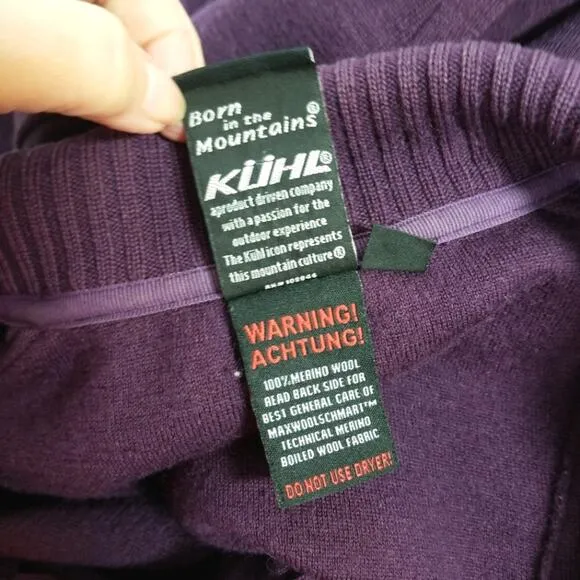 Born
in the
Mountains®
KÜHL®
a product driven company
with a passion for the
outdoor experience
The Kühl icon represents
this mountain culture®
WARNING!
ACHTUNG!
100% MERINO WOOL
READ BACK SIDE FOR
BEST GENERAL CARE OF
MAXWOOLSCHMART™
TECHNICAL MERINO
BOILED WOOL FABRIC
DO NOT USE DRYER!